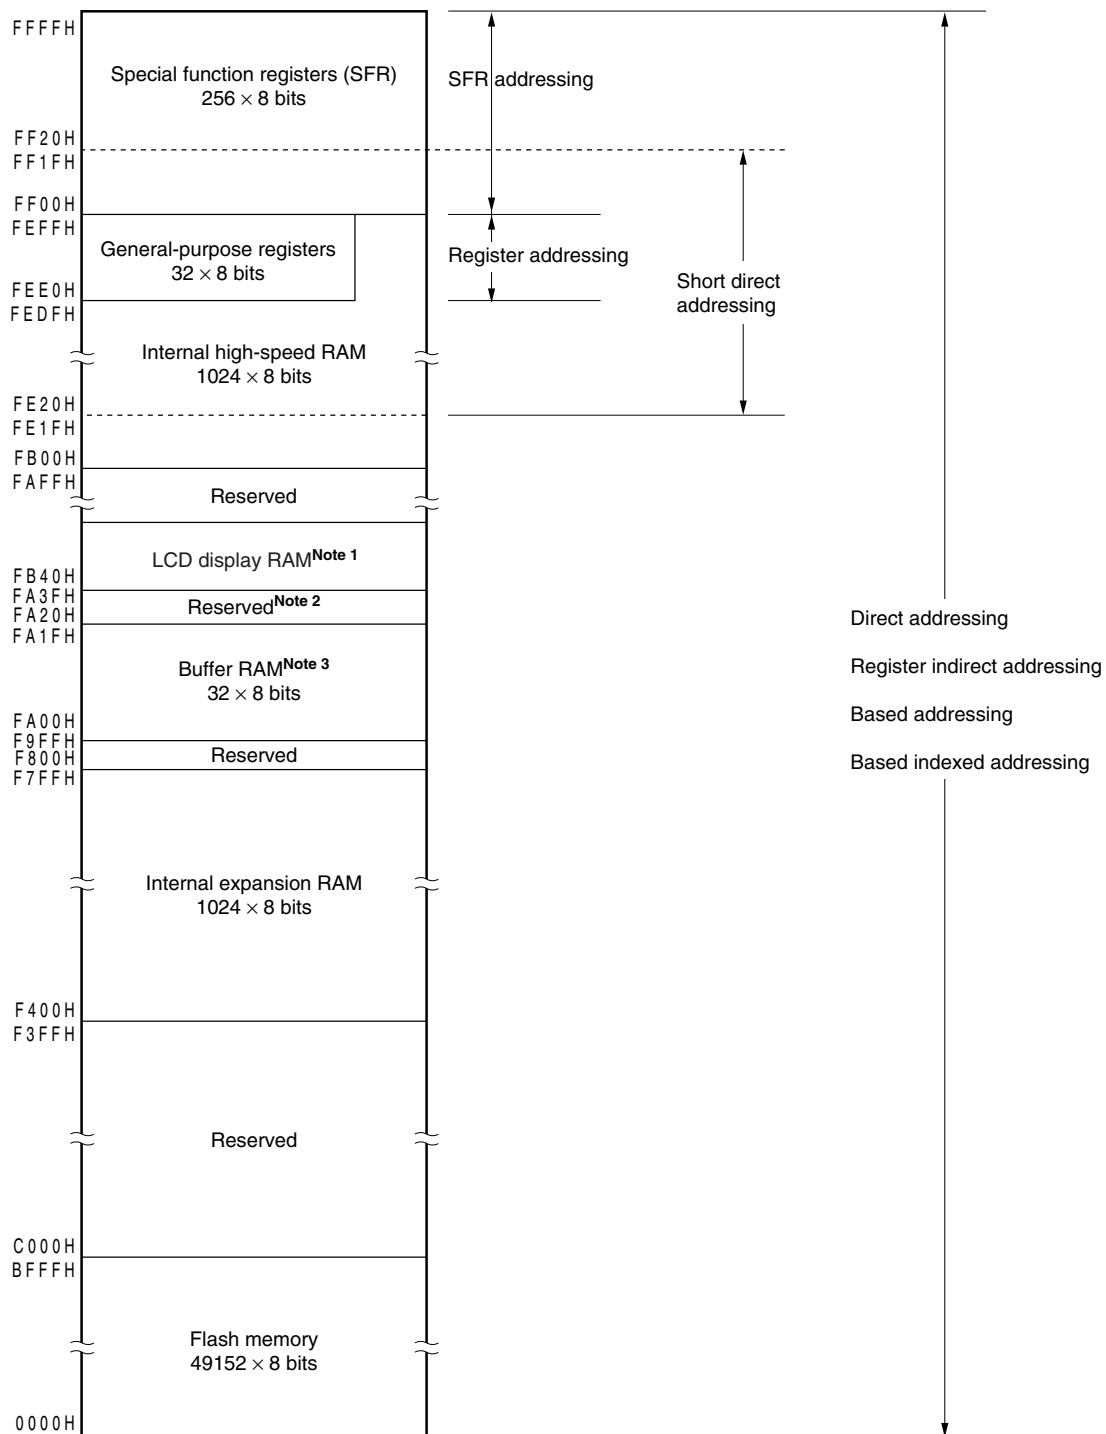 FFFFH
Special function registers (SFR)
256 × 8 bits
SFR addressing
FF20H
FF1FH
FF00H
FEFFH
General-purpose registers
32 × 8 bits
Register addressing
Short direct
addressing
FEE0H
FEDFH
Internal high-speed RAM
1024 × 8 bits
FE20H
FE1FH
FB00H
FAFFH
Reserved
LCD display RAMNote 1
FB40H
FA3FH
ReservedNote 2
FA20H
FA1FH
Direct addressing
Register indirect addressing
Based addressing
Based indexed addressing
Buffer RAMNote 3
32 × 8 bits
FA00H
F9FFH
Reserved
F800H
F7FFH
Internal expansion RAM
1024 × 8 bits
F400H
F3FFH
Reserved
C000H
BFFFH
Flash memory
49152 × 8 bits
0000H